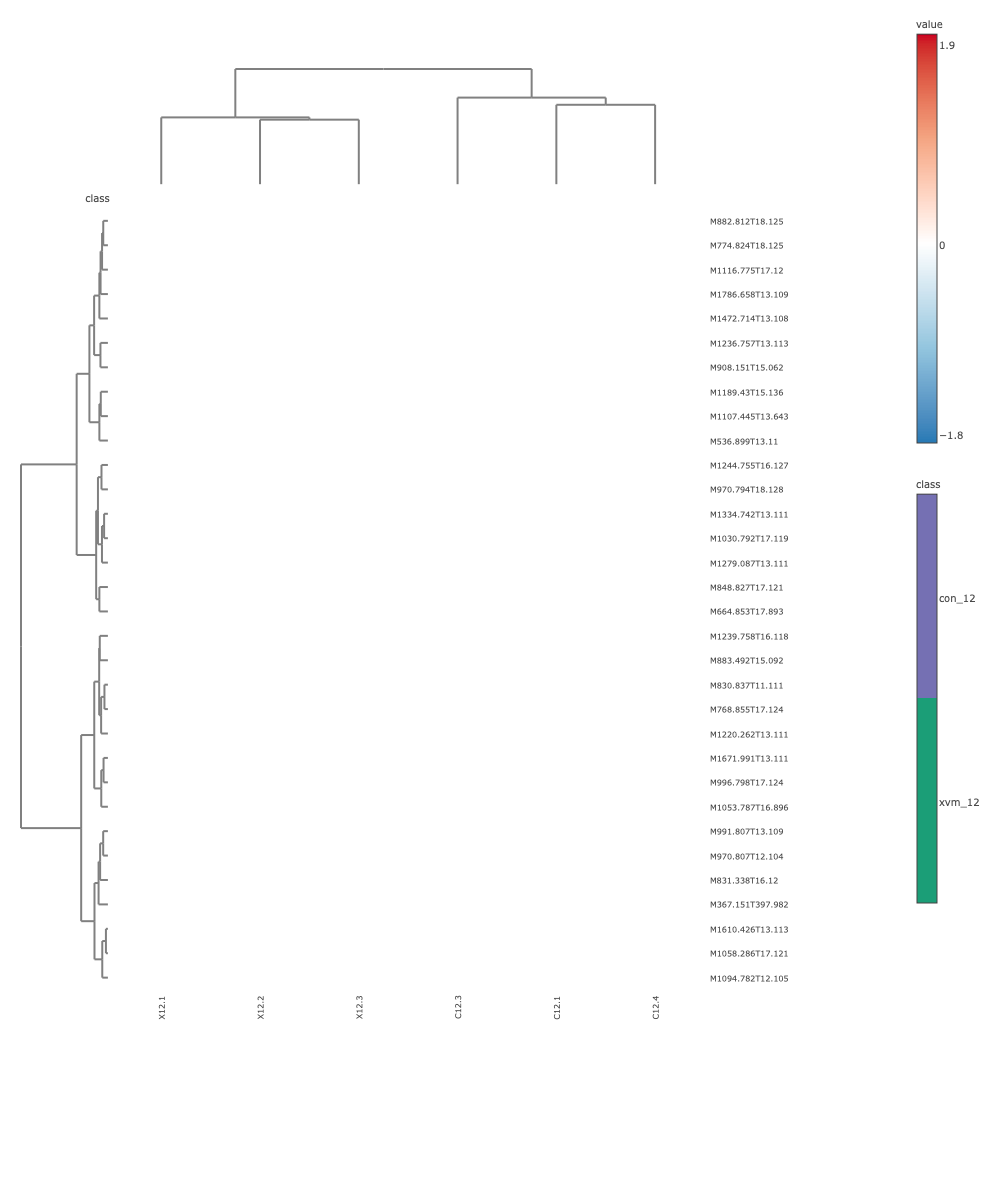 value
1.9
0
−1.8
class
M882.812T18.125
M774.824T18.125
M1116.775T17.12
M1786.658T13.109
M1472.714T13.108
M1236.757T13.113
M908.151T15.062
M1189.43T15.136
M1107.445T13.643
M536.899T13.11
M1244.755T16.127
M970.794T18.128
M1334.742T13.111
M1030.792T17.119
M1279.087T13.111
M848.827T17.121
M664.853T17.893
M1239.758T16.118
M883.492T15.092
M830.837T11.111
M768.855T17.124
M1220.262T13.111
M1671.991T13.111
M996.798T17.124
M1053.787T16.896
M991.807T13.109
M970.807T12.104
M831.338T16.12
M367.151T397.982
M1610.426T13.113
M1058.286T17.121
M1094.782T12.105
X12.1
X12.2
X12.3
C12.3
C12.1
C12.4
class
con_12
xvm_12